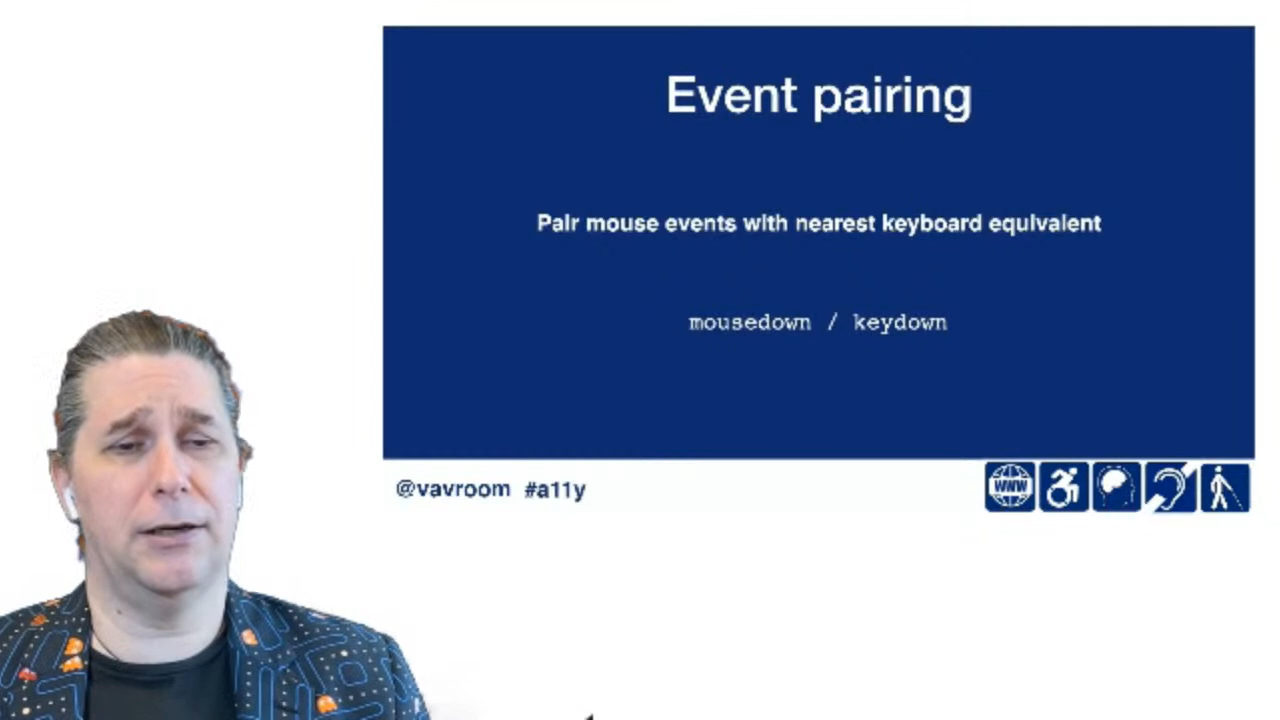 Event pairing
Pair mouse events with nearest keyboard equivalent
mousedown / keydown
@vavroom #a11y
WWW